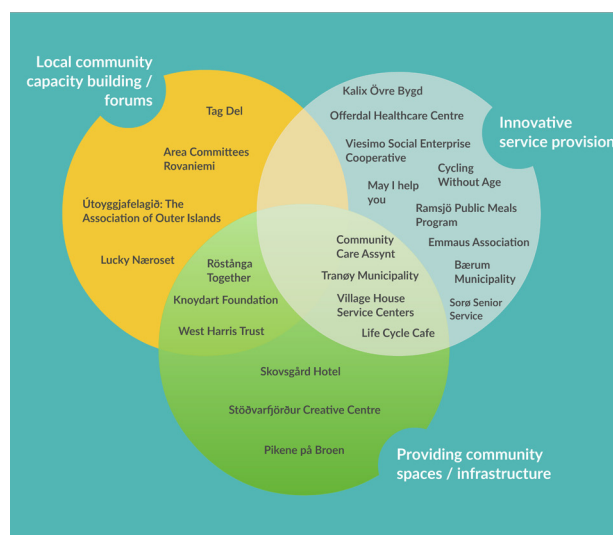 Local community
capacity building /
forums
Tag Del
Area Committees
Rovaniemi
Útoyggjafelagið: The
Association of Outer Islands
Lucky Næroset
Röstånga
Together
Knoydart Foundation
West Harris Trust
Kalix Övre Bygd
Offerdal Healthcare Centre
Viesimo Social Enterprise
Cooperative
Cycling
Without Age
May I help
you
Ramsjö Public Meals
Program
Emmaus Association
Bærum
Municipality
Sorø Senior
Service
Innovative
service provision
Community
Care Assynt
Tranøy Municipality
Village House
Service Centers
Life Cycle Cafe
Skovsgård Hotel
Stöðvarfjörður Creative Centre
Pikene på Broen
Providing community
spaces / infrastructure